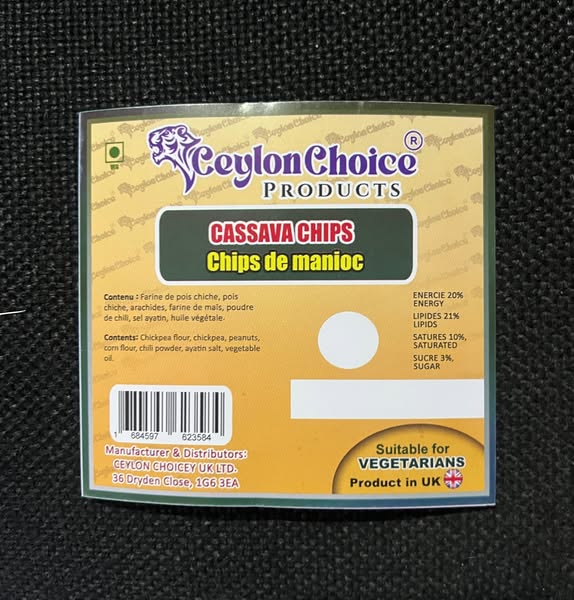 CeylonChoice ®
PRODUCTS
CASSAVA CHIPS
Chips de manioc
Contenu : Farine de pois chiche, pois
chiche, arachides, farine de maïs, poudre
de chili, sel ayatin, huile végétale.
Contents: Chickpea flour, chickpea, peanuts,
corn flour, chili powder, ayatin salt, vegetable
oil.
ENERCIE 20%
ENERGY
LIPIDES 21%
LIPIDS
SATURES 10%,
SATURATED
SUCRE 3%,
SUGAR
1 684597 623584
Manufacturer & Distributors:
CEYLON CHOICEY UK LTD.
36 Dryden Close, 1G6 3EA
Suitable for
VEGETARIANS
Product in UK